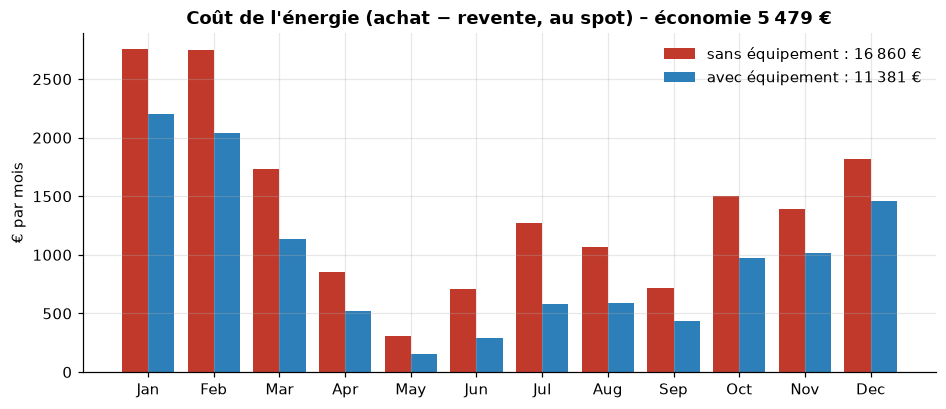 Coût de l'énergie (achat − revente, au spot) – économie 5 479 €
sans équipement : 16 860 €
avec équipement : 11 381 €
€ par mois
2500
2000
1500
1000
500
0
Jan Feb Mar Apr May Jun Jul Aug Sep Oct Nov Dec